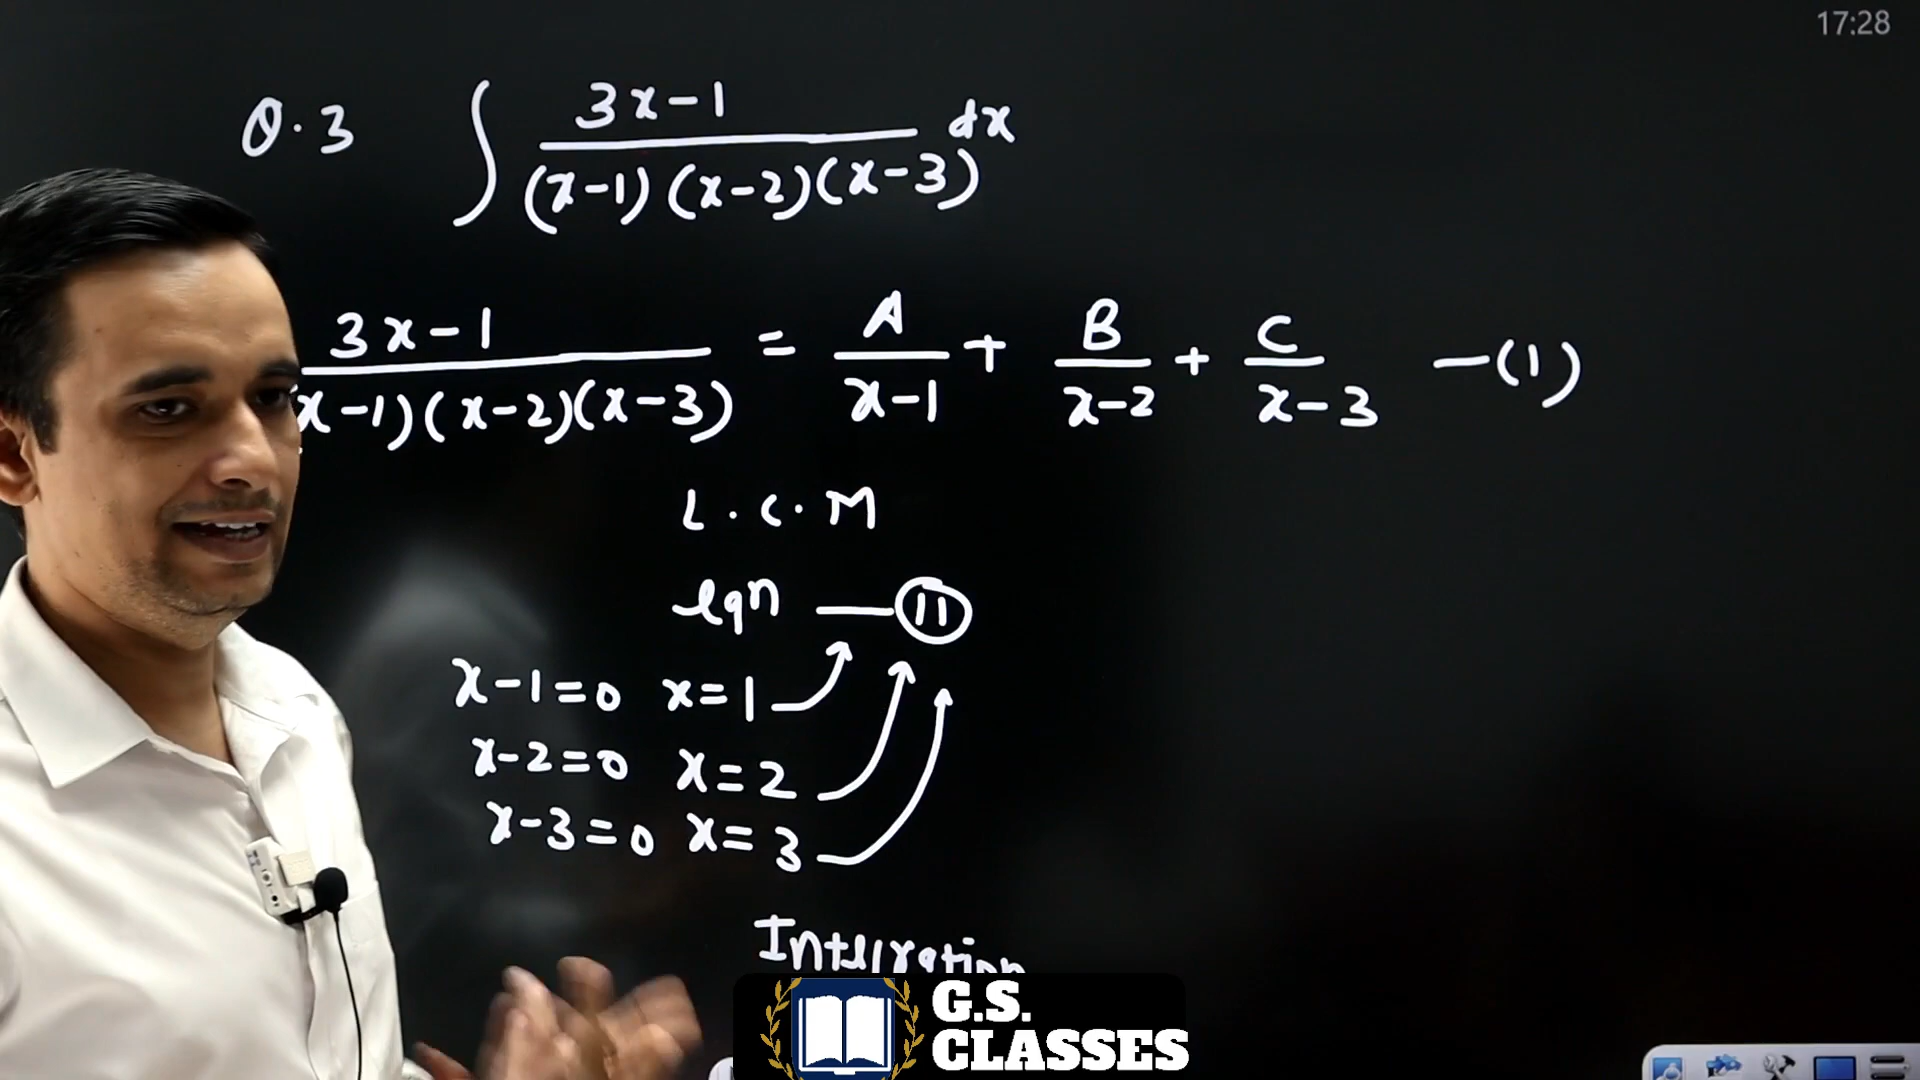 17:28
Q.3 ∫ 3x-1 / (x-1)(x-2)(x-3) dx
3x-1 / (x-1)(x-2)(x-3) = A / x-1 + B / x-2 + C / x-3 -(1)
L.C.M
eqn — 11
x-1=0 x=1
x-2=0 x=2
x-3=0 x=3
Integration
G.S.
CLASSES